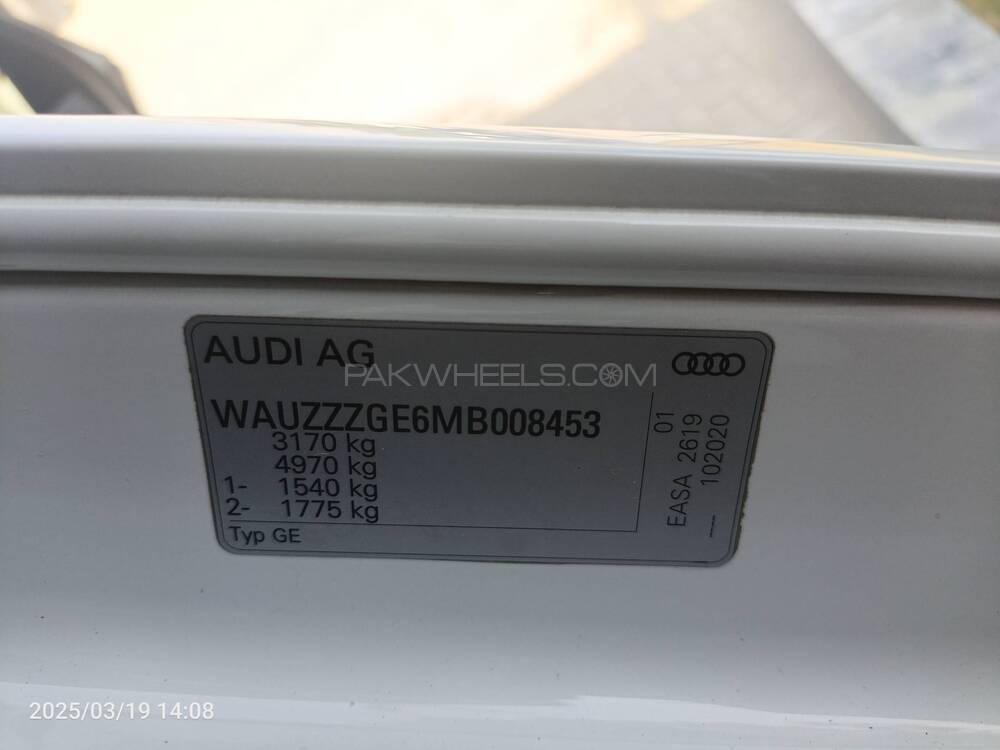 AUDI AG
PAKWHEELS.COM
WAUZZZGE6MB008453
3170 kg
4970 kg
1- 1540 kg
2- 1775 kg
Typ GE
01
EASA 2619
102020
2025/03/19 14:08